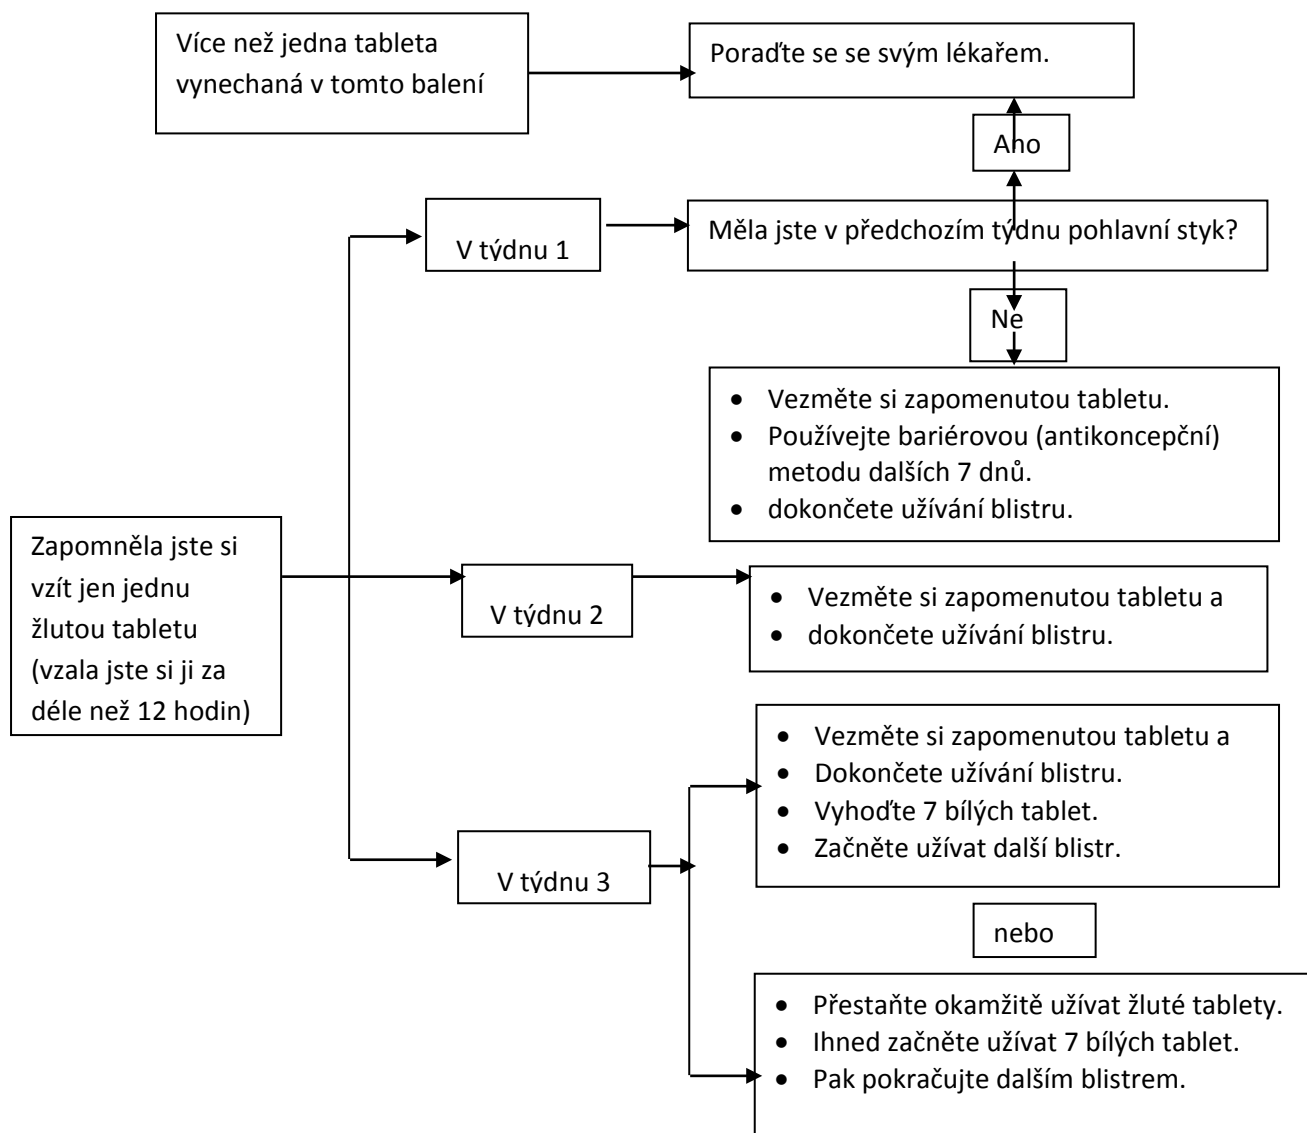 Více než jedna tableta
vynechaná v tomto balení
Poraďte se se svým lékařem.
Ano
V týdnu 1
Měla jste v předchozím týdnu pohlavní styk?
Ne
• Vezměte si zapomenutou tabletu.
• Používejte bariérovou (antikoncepční)
metodu dalších 7 dnů.
• dokončete užívání blistru.
Zapomněla jste si
vzít jen jednu
žlutou tabletu
(vzala jste si ji za
déle než 12 hodin)
V týdnu 2
• Vezměte si zapomenutou tabletu a
• dokončete užívání blistru.
V týdnu 3
• Vezměte si zapomenutou tabletu a
• Dokončete užívání blistru.
• Vyhoďte 7 bílých tablet.
• Začněte užívat další blistr.
nebo
• Přestaňte okamžitě užívat žluté tablety.
• Ihned začněte užívat 7 bílých tablet.
• Pak pokračujte dalším blistrem.